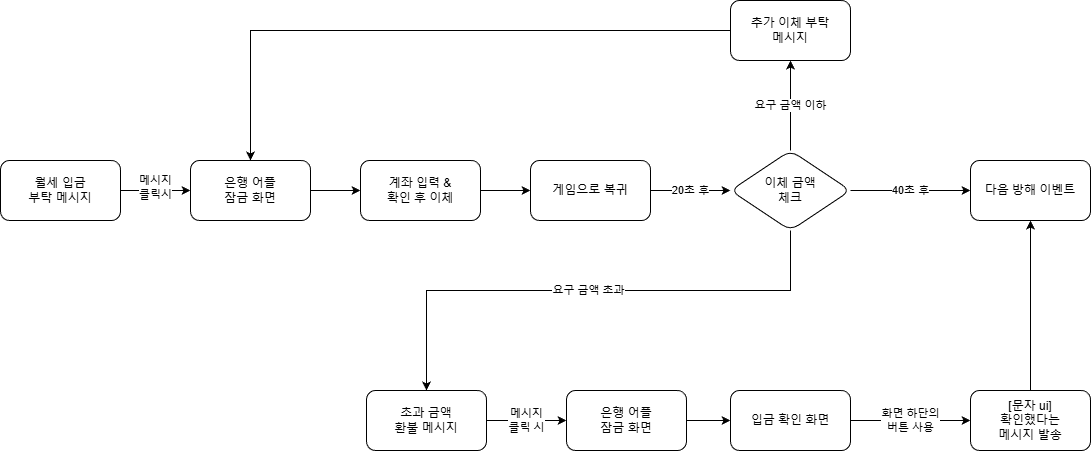 추가 이체 부탁
메시지
요구 금액 이하
월세 입금
부탁 메시지
메시지
클릭시
은행 어플
잠금 화면
계좌 입력 &
확인 후 이체
게임으로 복귀
20초 후
이체 금액
체크
40초 후
다음 방해 이벤트
요구 금액 초과
초과 금액
환불 메시지
메시지
클릭 시
은행 어플
잠금 화면
입금 확인 화면
화면 하단의
버튼 사용
[문자 ui]
확인했다는
메시지 발송